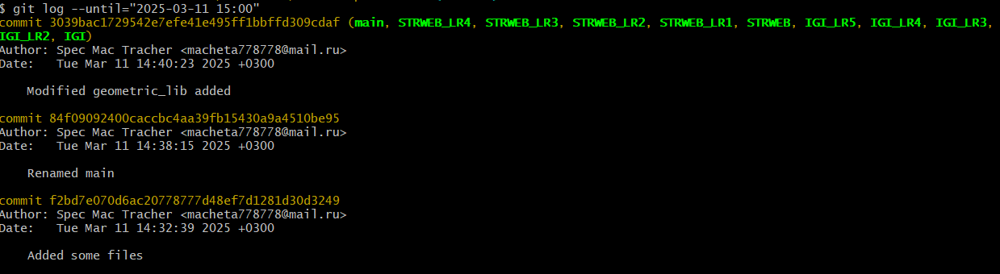 $ git log --until="2025-03-11 15:00"
commit 3039bac1729542e7efe41e495ff1bbffd309cdaf (main, STRWEB_LR4, STRWEB_LR3, STRWEB_LR2, STRWEB_LR1, STRWEB, IGI_LR5, IGI_LR4, IGI_LR3,
IGI_LR2, IGI)
Author: Spec Mac Tracher <macheta778778@mail.ru>
Date:   Tue Mar 11 14:40:23 2025 +0300
    Modified geometric_lib added
commit 84f09092400caccbc4aa39fb15430a9a4510be95
Author: Spec Mac Tracher <macheta778778@mail.ru>
Date:   Tue Mar 11 14:38:15 2025 +0300
    Renamed main
commit f2bd7e070d6ac20778777d48ef7d1281d30d3249
Author: Spec Mac Tracher <macheta778778@mail.ru>
Date:   Tue Mar 11 14:32:39 2025 +0300
    Added some files